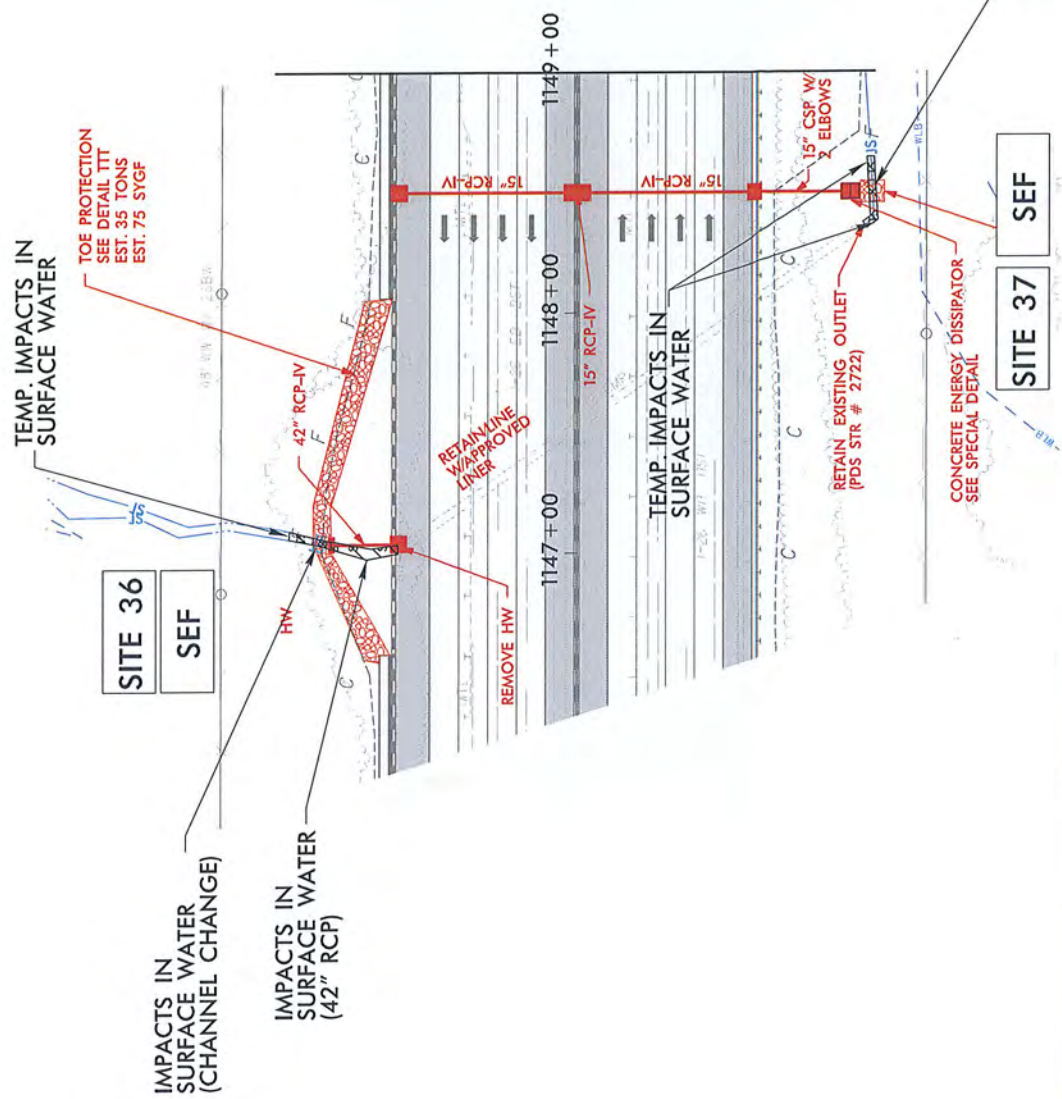 TEMP. IMPACTS IN
SURFACE WATER
TOE PROTECTION
SEE DETAIL TTT
EST. 35 TONS
EST. 75 SYGF
SITE 36
SEF
IMPACTS IN
SURFACE WATER
(CHANNEL CHANGE)
IMPACTS IN
SURFACE WATER
(42" RCP)
HW
42" RCP-IV
F
F
C
C
C
REMOVE HW
RETAIN/LINE
W/APPROVED
LINER
15" RCP-IV
15" RCP-IV
15" RCP-IV
1147+00
1148+00
1149+00
TEMP. IMPACTS IN
SURFACE WATER
15" CSP W/
2 ELBOWS
C
C
C
JS
F
RETAIN EXISTING OUTLET
(PDS STR # 2722)
CONCRETE ENERGY DISSIPATOR
SEE SPECIAL DETAIL
WLB
WLB
SITE 37
SEF